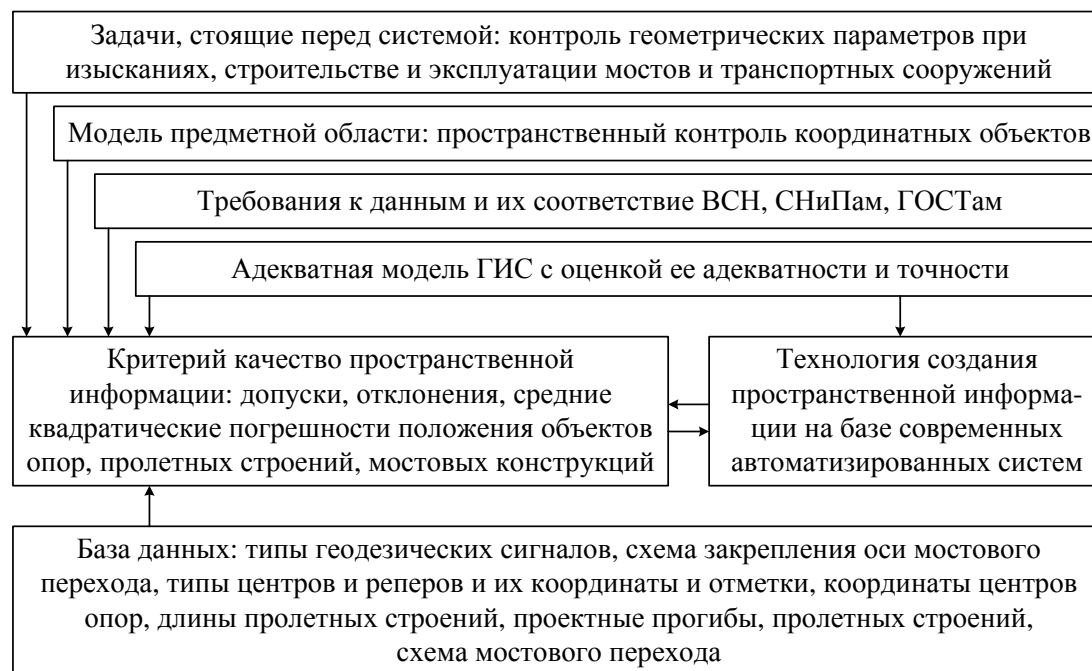 Задачи, стоящие перед системой: контроль геометрических параметров при
изысканиях, строительстве и эксплуатации мостов и транспортных сооружений
Модель предметной области: пространственный контроль координатных объектов
Требования к данным и их соответствие ВСН, СНиПам, ГОСТам
Адекватная модель ГИС с оценкой ее адекватности и точности
Критерий качество пространственной
информации: допуски, отклонения, средние
квадратические погрешности положения объектов
опор, пролетных строений, мостовых конструкций
Технология создания
пространственной информа-
ции на базе современных
автоматизированных систем
База данных: типы геодезических сигналов, схема закрепления оси мостового
перехода, типы центров и реперов и их координаты и отметки, координаты центров
опор, длины пролетных строений, проектные прогибы, пролетных строений,
схема мостового перехода